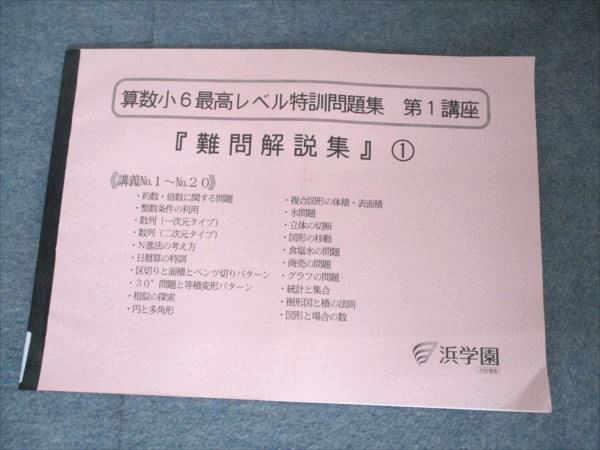 算数小6最高レベル特訓問題集 第1講座
『難問解説集』①
《講義No.1~No.20》
・約数・倍数に関する問題
・整数条件の利用
・数列(一次元タイプ)
・数列(二次元タイプ)
・N進法の考え方
・日暦算の特訓
・区切りと面積とベンツ切りパターン
・30°問題と等積変形パターン
・相似の探索
・円と多角形
・複合図形の体積・表面積
・水問題
・立体の切断
・図形の移動
・食塩水の問題
・商売の問題
・グラフの問題
・統計と集合
・樹形図と積の法則
・図形と場合の数
浜学園